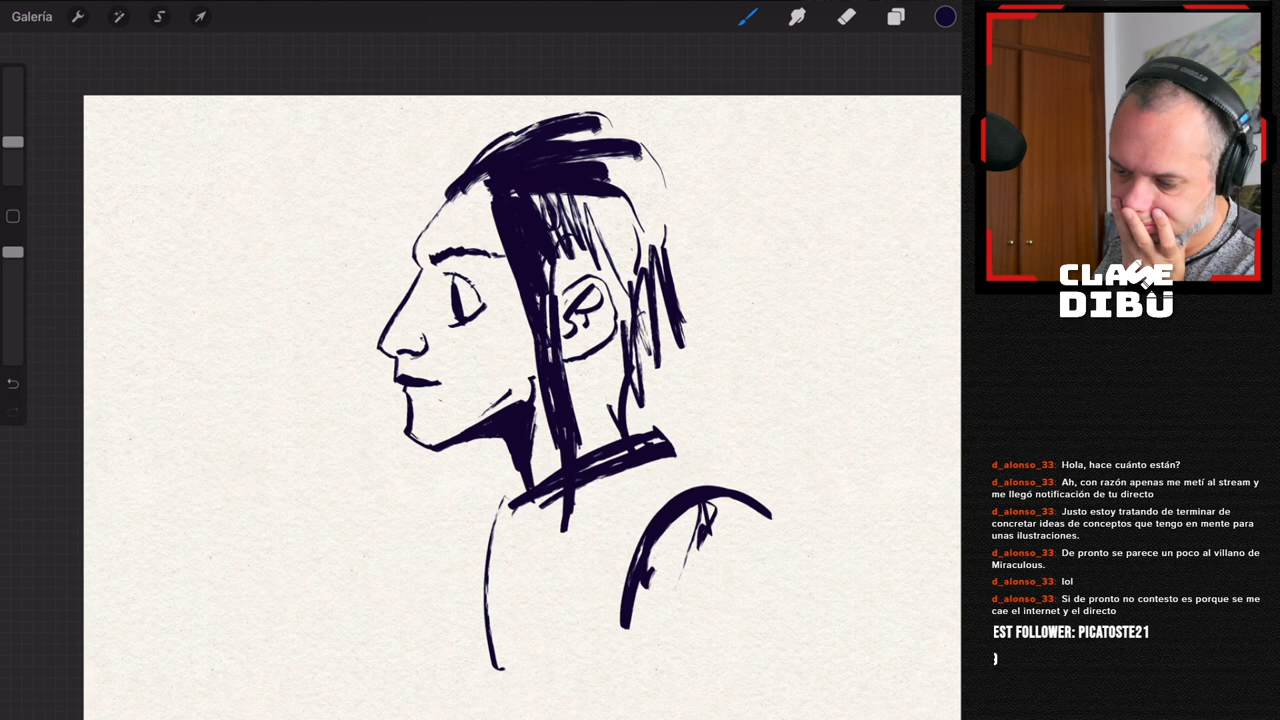 Galería
CLASE
DIBU
d_alonso_33: Hola, hace cuánto están?
d_alonso_33: Ah, con razón apenas me metí al stream y
me llegó notificación de tu directo
d_alonso_33: Justo estoy tratando de terminar de
concretar ideas de conceptos que tengo en mente para
unas ilustraciones.
d_alonso_33: De pronto se parece un poco al villano de
Miraculous.
d_alonso_33: lol
d_alonso_33: Si de pronto no contesto es porque se me
cae el internet y el directo
EST FOLLOWER: PICATOSTE21